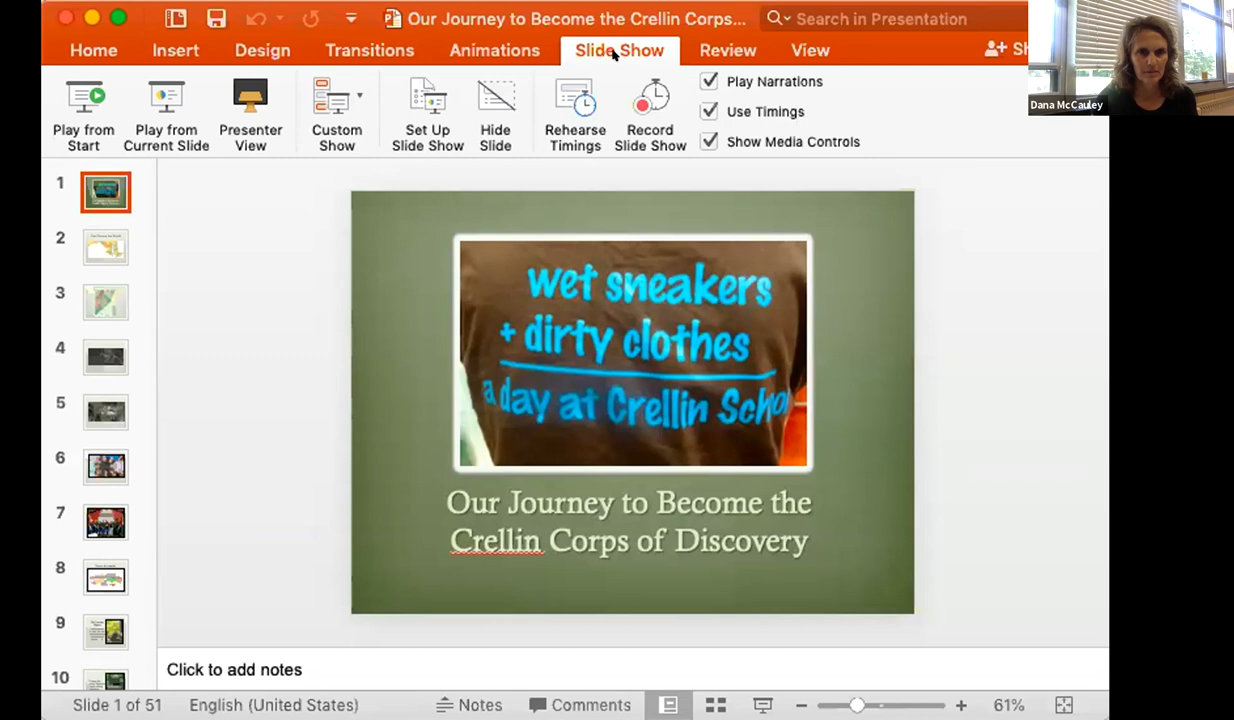 Our Journey to Become the Crellin Corps...
Search in Presentation
Home Insert Design Transitions Animations Slide Show Review View
Play from Start
Play from Current Slide
Presenter View
Custom Show
Set Up Slide Show
Hide Slide
Rehearse Timings
Record Slide Show
Play Narrations
Use Timings
Show Media Controls
Dana McCauley
1
2
3
4
5
6
7
8
9
10
wet sneakers
+ dirty clothes
a day at Crellin Scho
Our Journey to Become the
Crellin Corps of Discovery
Click to add notes
Slide 1 of 51 English (United States) Notes Comments 61%